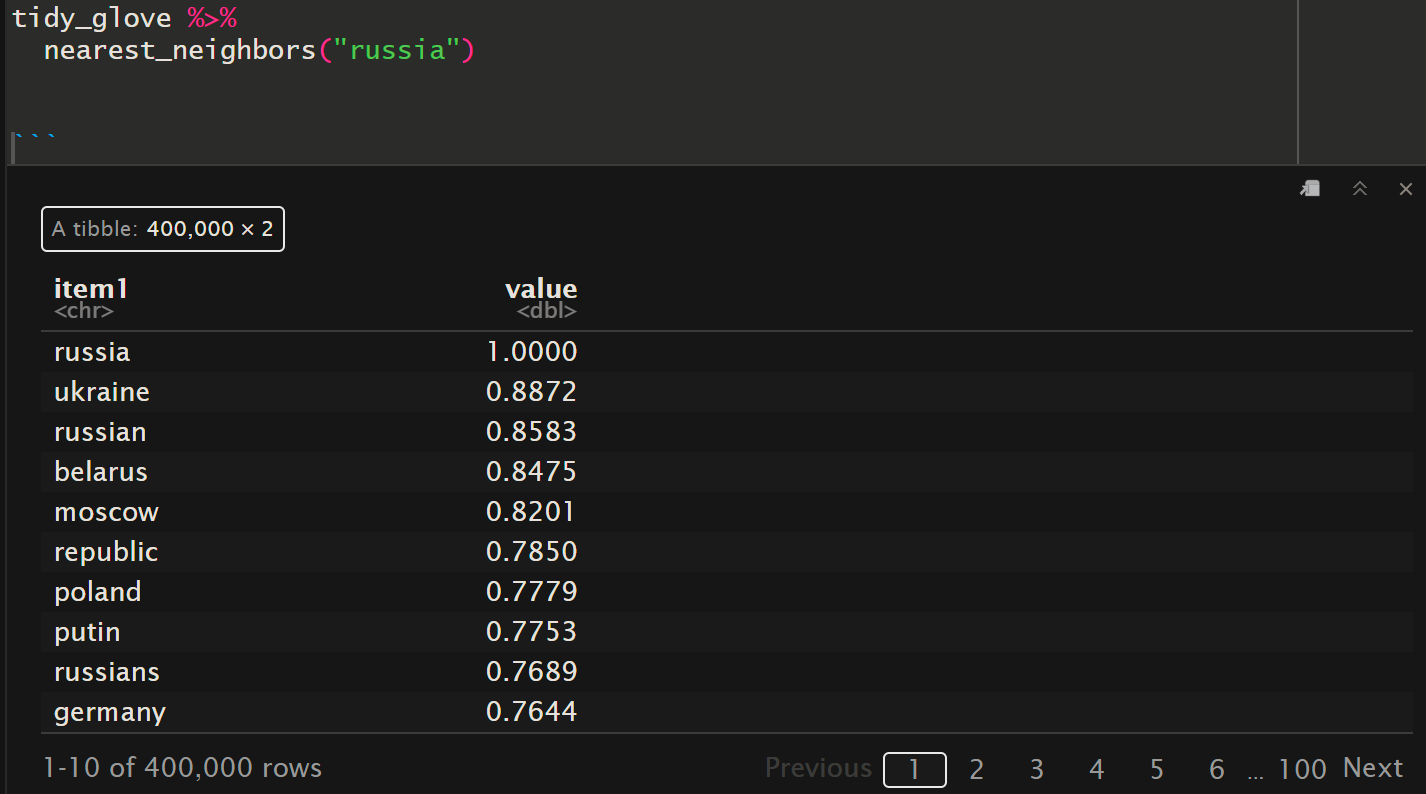 tidy_glove %>%
nearest_neighbors("russia")
```
A tibble: 400,000 × 2
item1 value
<chr> <dbl>
russia 1.0000
ukraine 0.8872
russian 0.8583
belarus 0.8475
moscow 0.8201
republic 0.7850
poland 0.7779
putin 0.7753
russians 0.7689
germany 0.7644
1-10 of 400,000 rows Previous 1 2 3 4 5 6 ... 100 Next